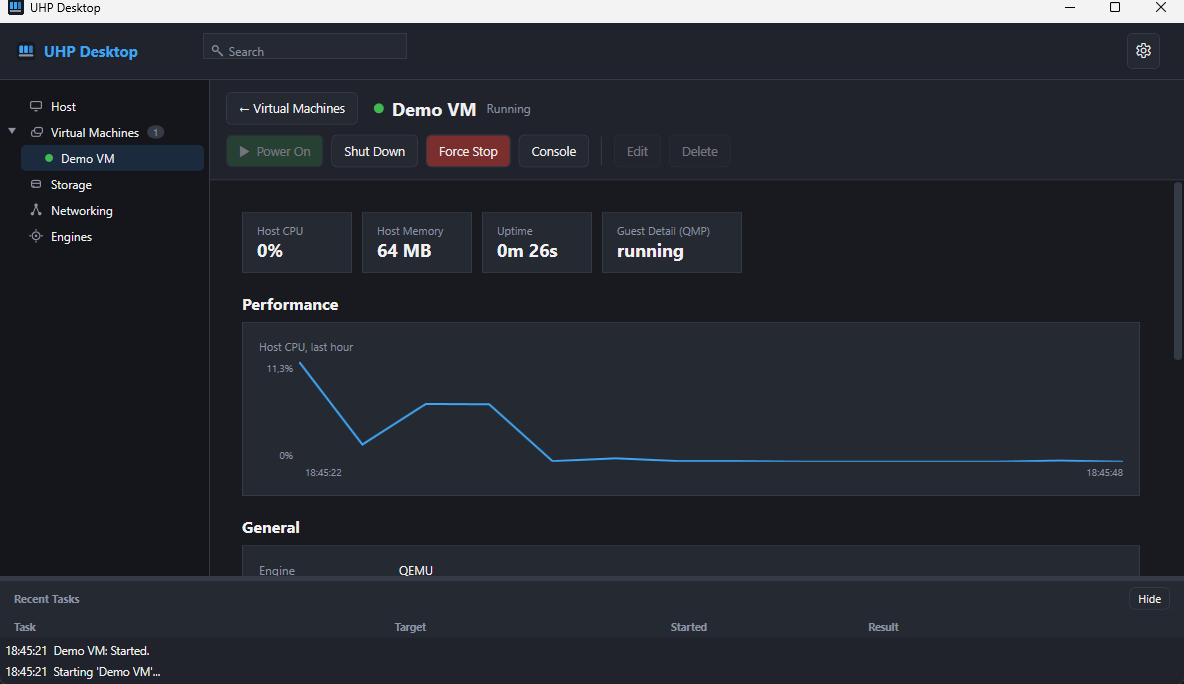 UHP Desktop
UHP Desktop
Search
Host
Virtual Machines 1
Demo VM
Storage
Networking
Engines
← Virtual Machines
Demo VM Running
Power On Shut Down Force Stop Console Edit Delete
Host CPU
0%
Host Memory
64 MB
Uptime
0m 26s
Guest Detail (QMP)
running
Performance
Host CPU, last hour
11,3%
0%
18:45:22 18:45:48
General
Engine QEMU
Recent Tasks Hide
Task Target Started Result
18:45:21 Demo VM: Started.
18:45:21 Starting 'Demo VM'...